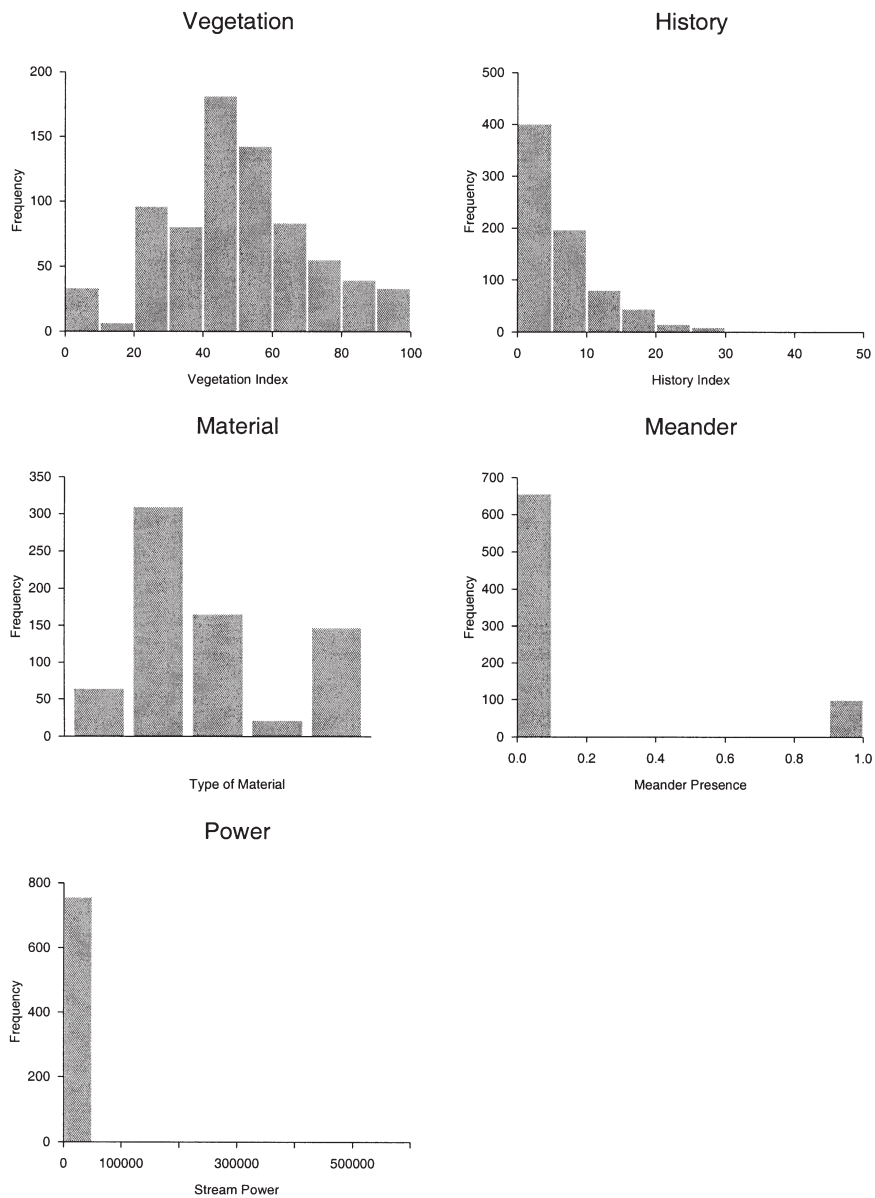 Vegetation
200
150
100
50
0
Frequency
0 20 40 60 80 100
Vegetation Index
History
500
400
300
200
100
0
Frequency
0 10 20 30 40 50
History Index
Material
350
300
250
200
150
100
50
0
Frequency
Type of Material
Meander
700
600
500
400
300
200
100
0
Frequency
0.0 0.2 0.4 0.6 0.8 1.0
Meander Presence
Power
800
600
400
200
0
Frequency
0 100000 300000 500000
Stream Power